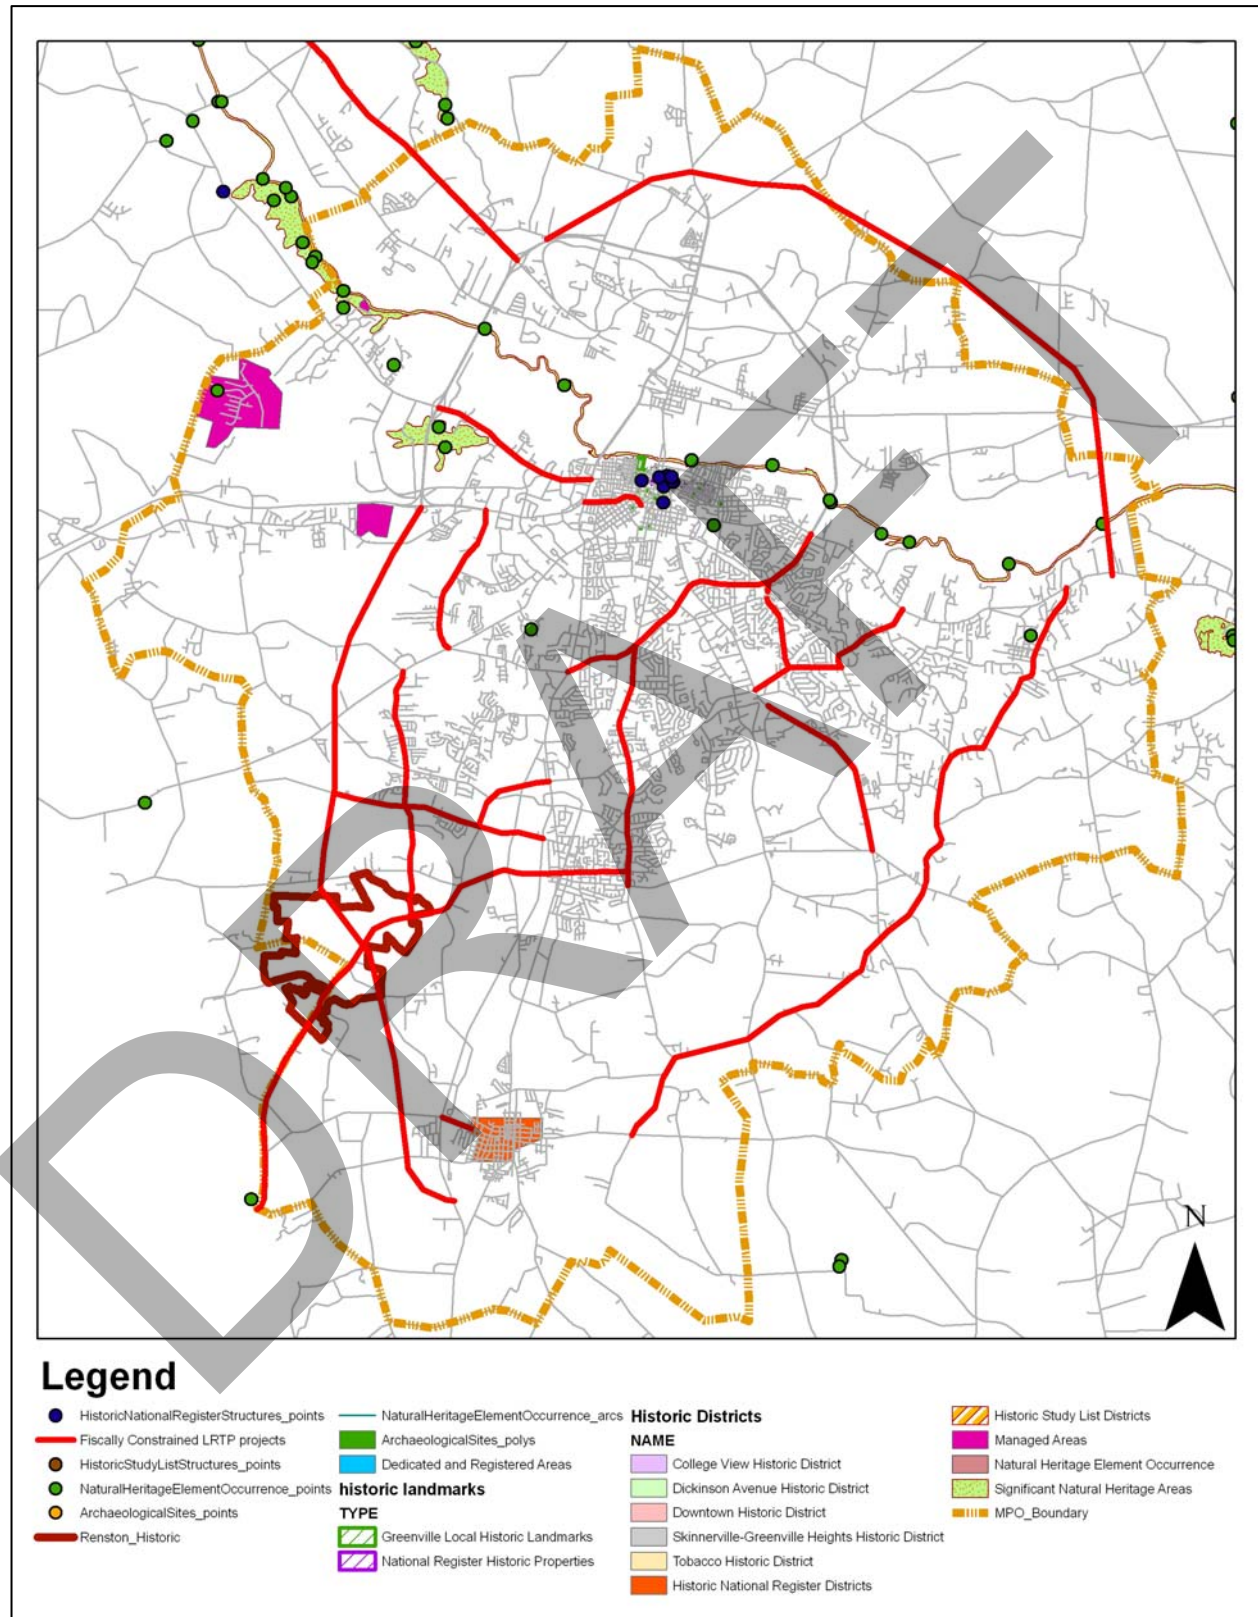 DRAFT
N
Legend
HistoricNationalRegisterStructures_points
Fiscally Constrained LRTP projects
HistoricStudyListStructures_points
NaturalHeritageElementOccurrence_points
ArchaeologicalSites_points
Renston_Historic
NaturalHeritageElementOccurrence_arcs
ArchaeologicalSites_polys
Dedicated and Registered Areas
historic landmarks
TYPE
Greenville Local Historic Landmarks
National Register Historic Properties
Historic Districts
NAME
College View Historic District
Dickinson Avenue Historic District
Downtown Historic District
Skinnerville-Greenville Heights Historic District
Tobacco Historic District
Historic National Register Districts
Historic Study List Districts
Managed Areas
Natural Heritage Element Occurrence
Significant Natural Heritage Areas
MPO_Boundary